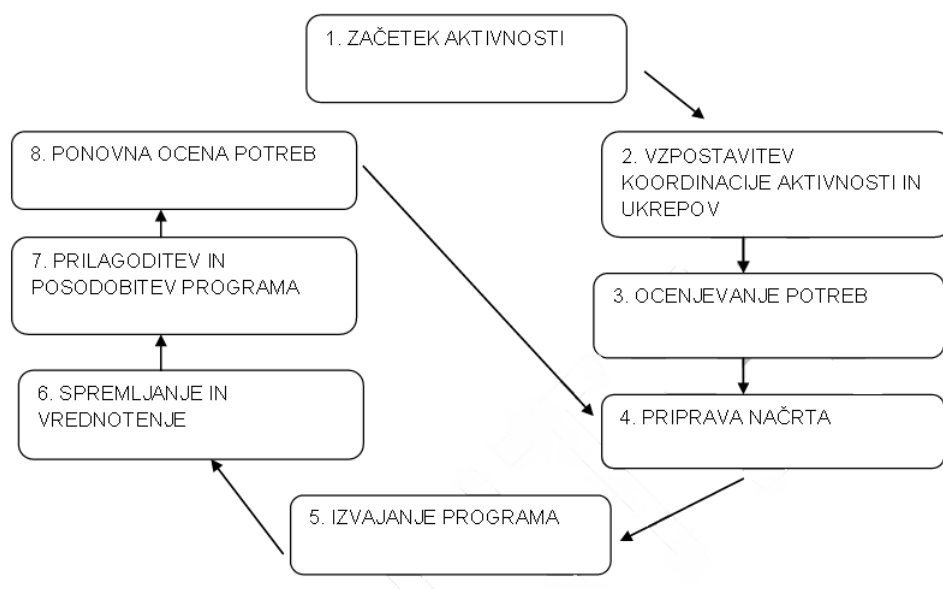 1. ZAČETEK AKTIVNOSTI
2. VZPOSTAVITEV
KOORDINACIJE AKTIVNOSTI IN
UKREPOV
3. OCENJEVANJE POTREB
4. PRIPRAVA NAČRTA
5. IZVAJANJE PROGRAMA
6. SPREMLJANJE IN
VREDNOTENJE
7. PRILAGODITEV IN
POSODOBITEV PROGRAMA
8. PONOVNA OCENA POTREB